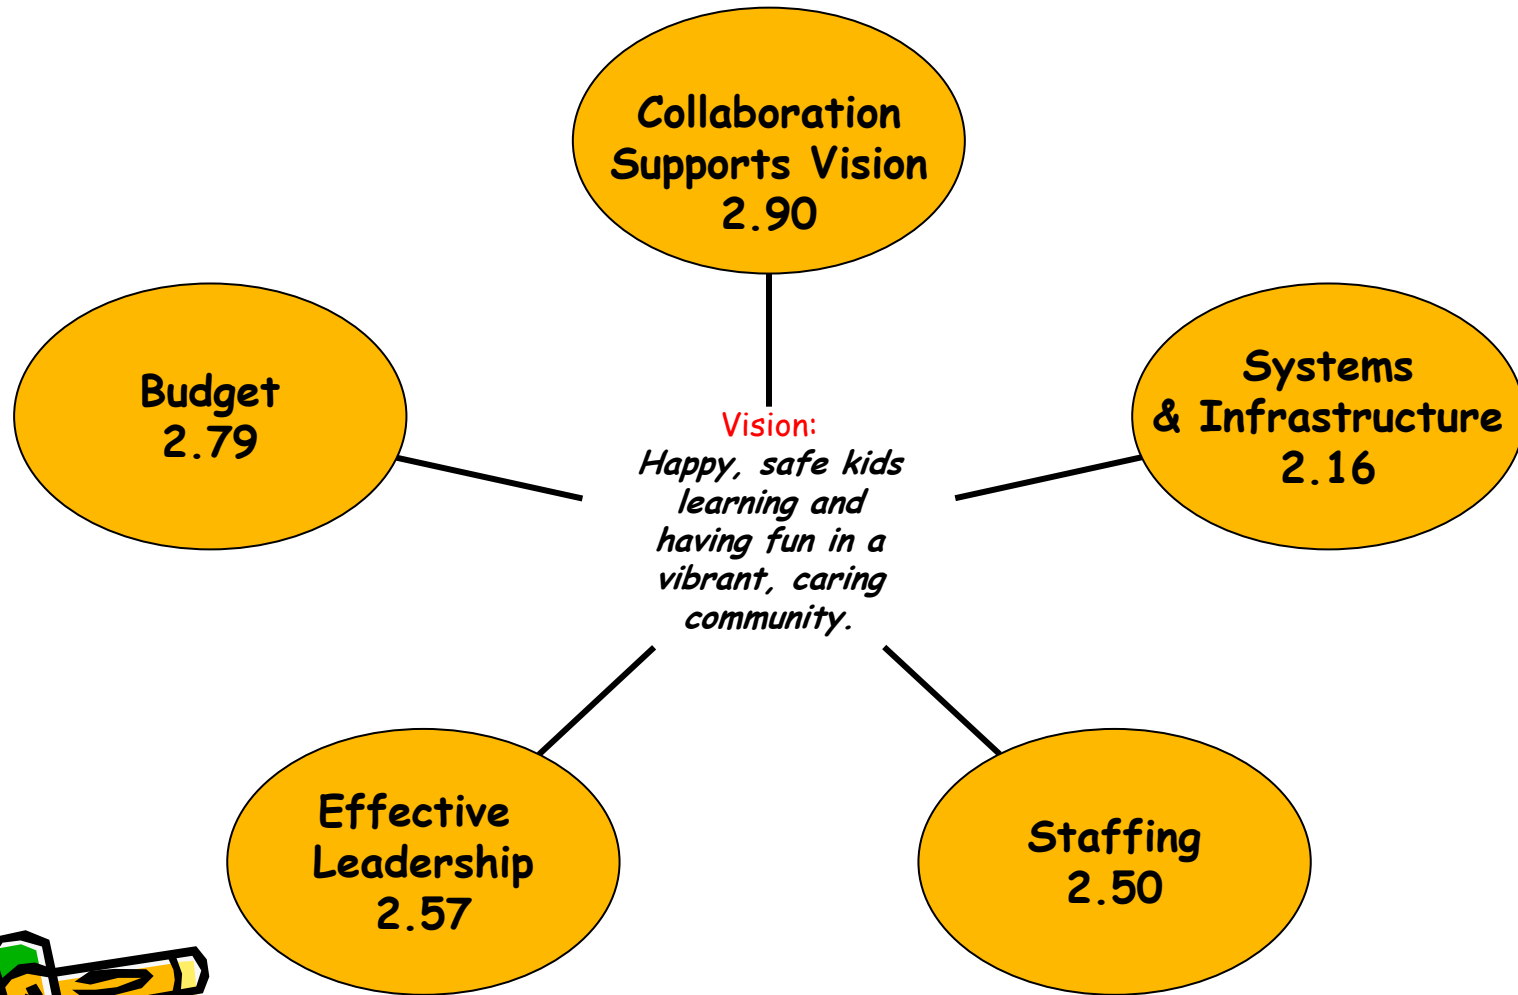 Collaboration
Supports Vision
2.90
Budget
2.79
Systems
& Infrastructure
2.16
Vision:
Happy, safe kids
learning and
having fun in a
vibrant, caring
community.
Effective
Leadership
2.57
Staffing
2.50